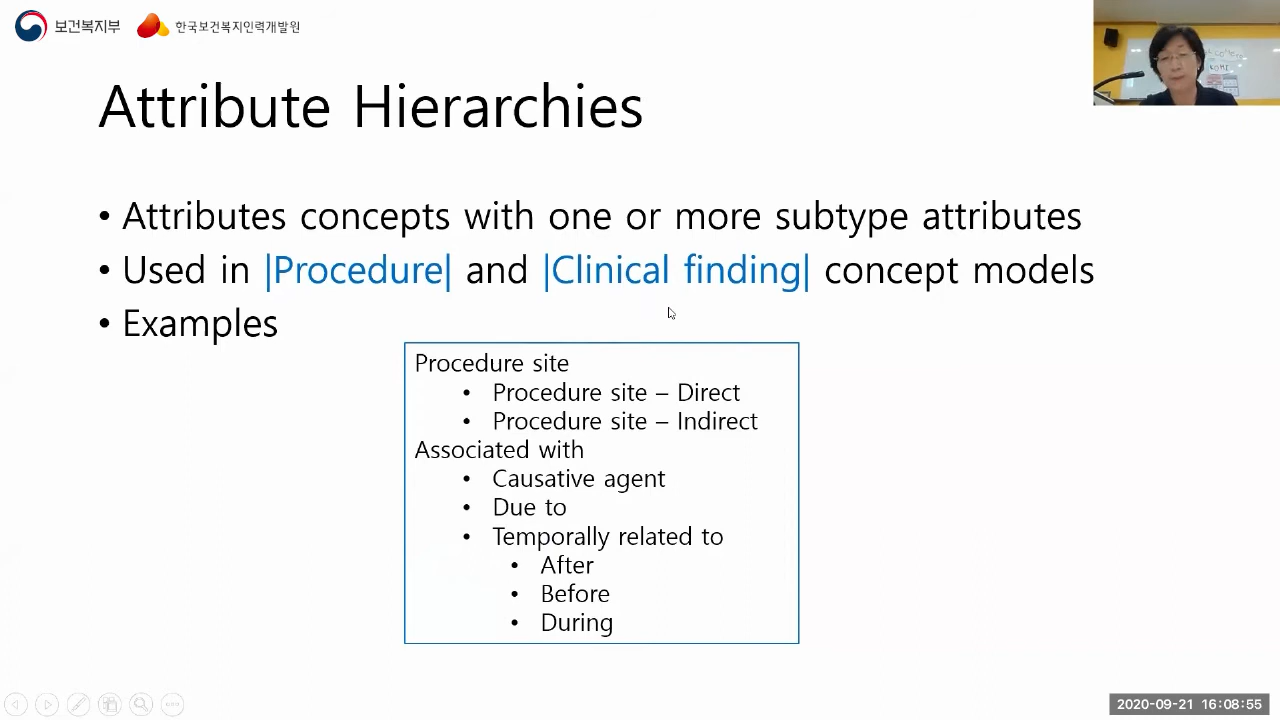 보건복지부 한국보건복지인력개발원
Attribute Hierarchies
• Attributes concepts with one or more subtype attributes
• Used in |Procedure| and |Clinical finding| concept models
• Examples
Procedure site
• Procedure site – Direct
• Procedure site – Indirect
Associated with
• Causative agent
• Due to
• Temporally related to
• After
• Before
• During
2020-09-21 16:08:55